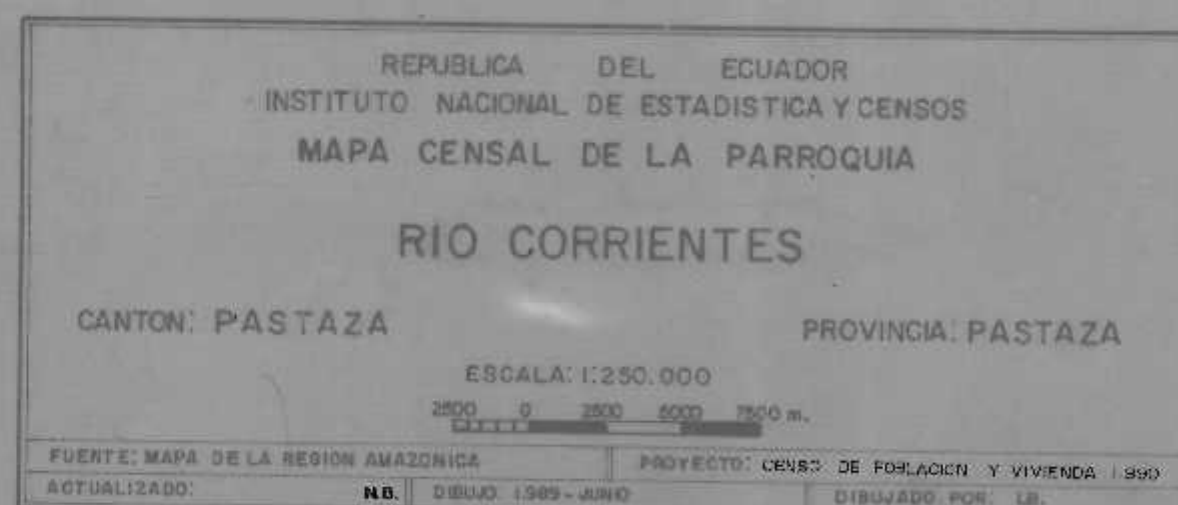 REPUBLICA DEL ECUADOR
INSTITUTO NACIONAL DE ESTADISTICA Y CENSOS
MAPA CENSAL DE LA PARROQUIA
RIO CORRIENTES
CANTON: PASTAZA PROVINCIA: PASTAZA
ESCALA: 1:250.000
2500 0 2500 5000 7500 m.
FUENTE: MAPA DE LA REGION AMAZONICA PROYECTO: CENSO DE POBLACION Y VIVIENDA 1990
ACTUALIZADO: N.B. DIBUJO: 1989 - JUNIO DIBUJADO POR: L.B.